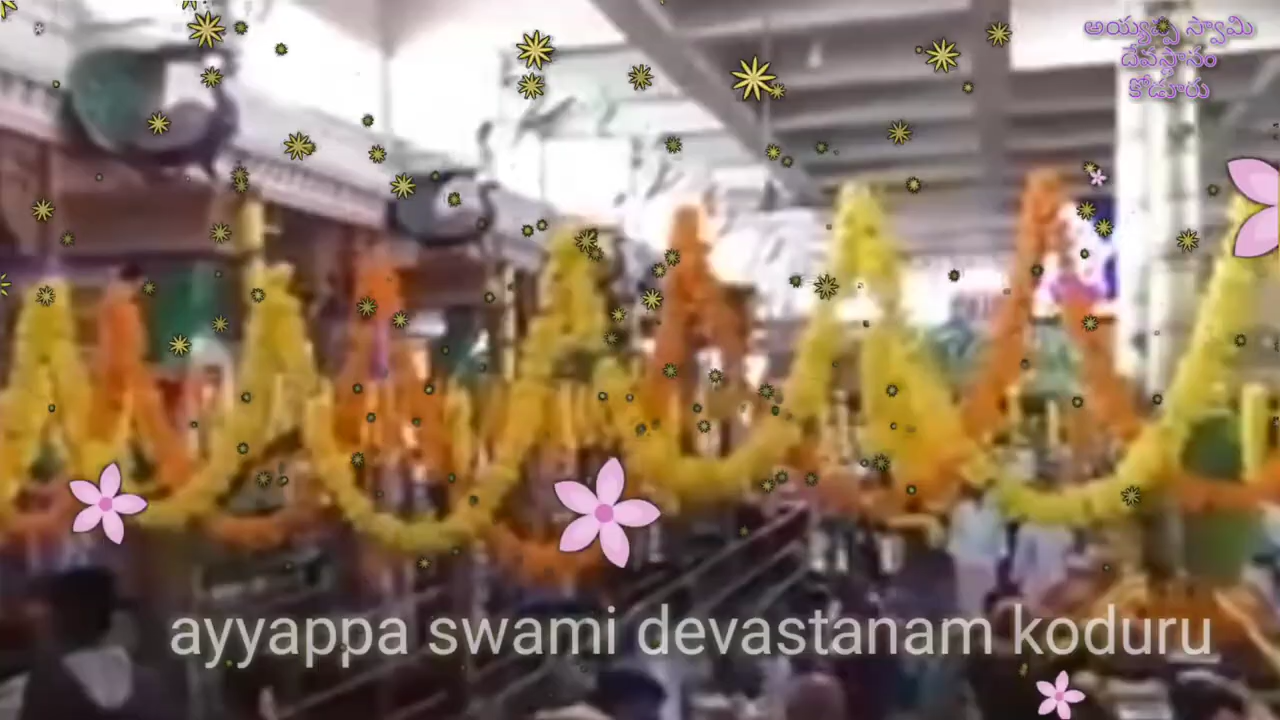 అయ్యప్ప స్వామి
దేవస్థానం
కోడూరు
ayyappa swami devastanam koduru